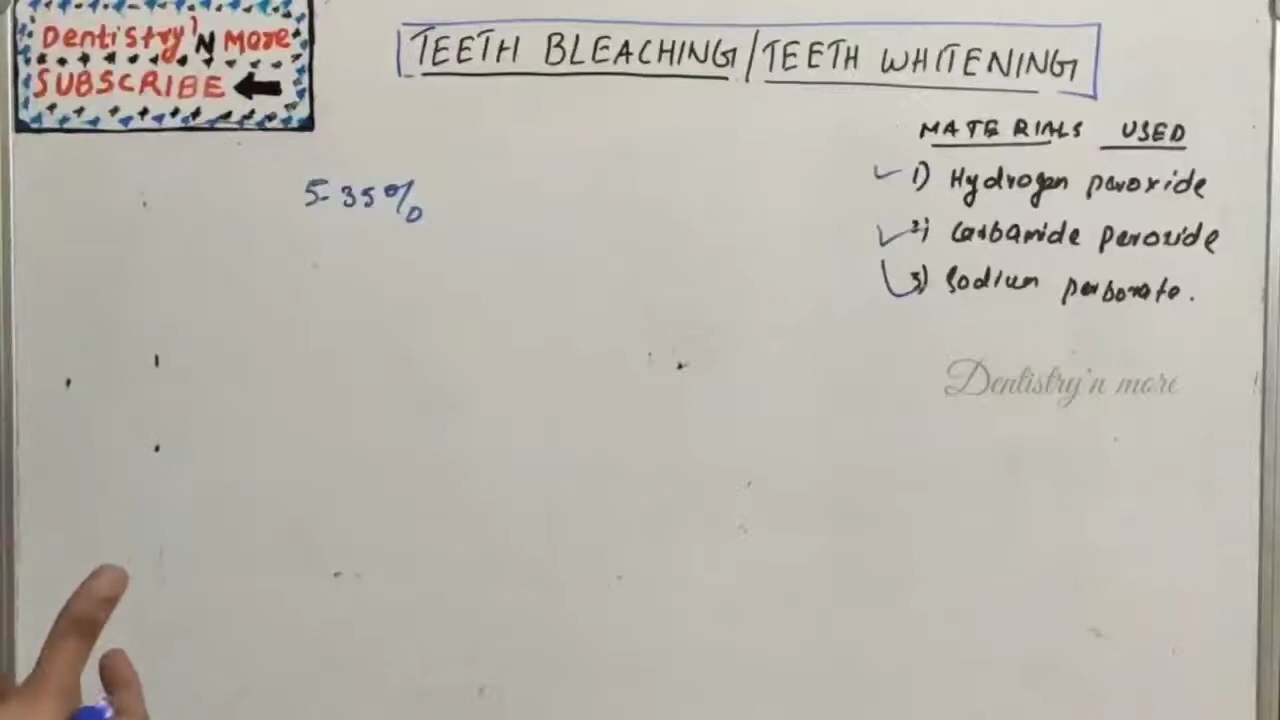 Dentistry'N More
SUBSCRIBE
TEETH BLEACHING/TEETH WHITENING
MATERIALS USED
1) Hydrogen peroxide
2) Carbamide peroxide
3) Sodium perborate.
5-35%
Dentistry'n more